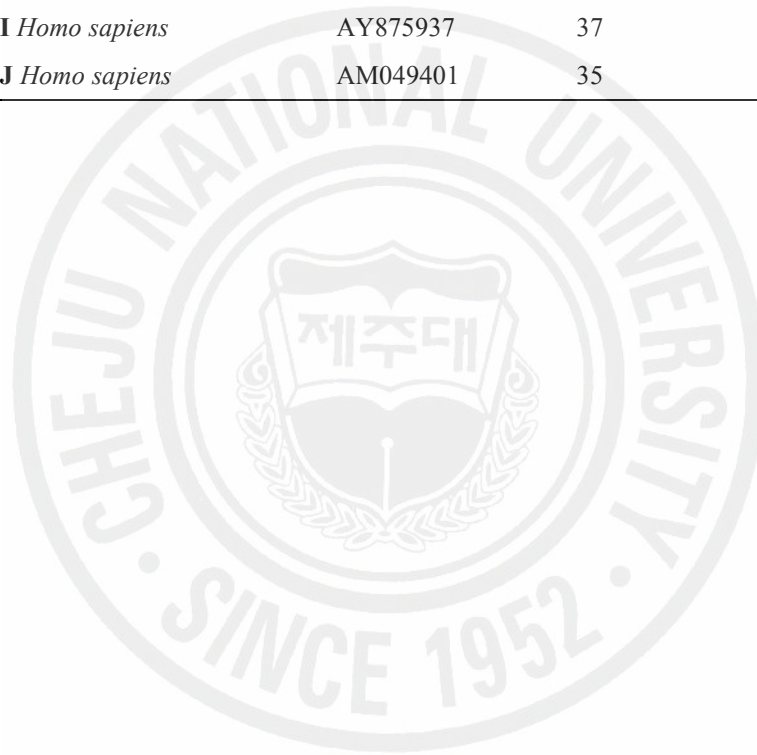 I Homo sapiens AY875937 37
J Homo sapiens AM049401 35
CHEJU NATIONAL UNIVERSITY
제주대
· SINCE 1952 ·